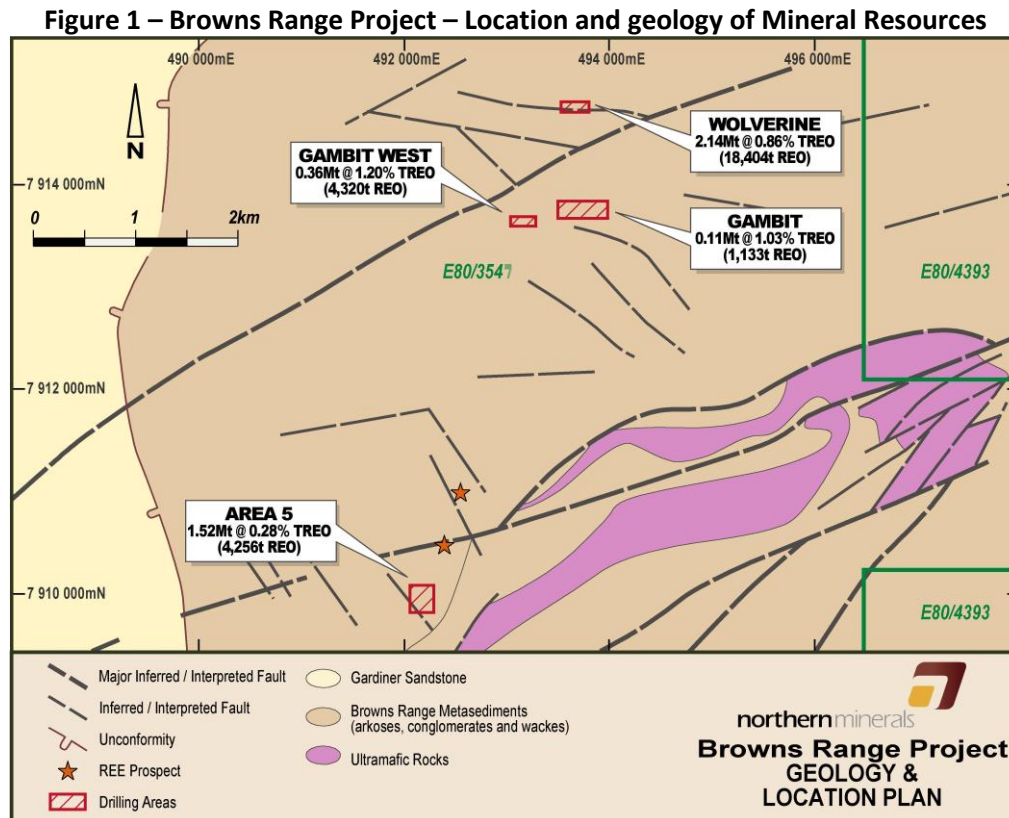 Figure 1 – Browns Range Project – Location and geology of Mineral Resources
490 000mE
492 000mE
494 000mE
496 000mE
N
WOLVERINE
2.14Mt @ 0.86% TREO
(18,404t REO)
GAMBIT WEST
0.36Mt @ 1.20% TREO
(4,320t REO)
7 914 000mN
0 1 2km
GAMBIT
0.11Mt @ 1.03% TREO
(1,133t REO)
E80/3547
E80/4393
7 912 000mN
AREA 5
1.52Mt @ 0.28% TREO
(4,256t REO)
7 910 000mN
E80/4393
Major Inferred / Interpreted Fault
Inferred / Interpreted Fault
Unconformity
REE Prospect
Drilling Areas
Gardiner Sandstone
Browns Range Metasediments
(arkoses, conglomerates and wackes)
Ultramafic Rocks
northernminerals
Browns Range Project
GEOLOGY &
LOCATION PLAN